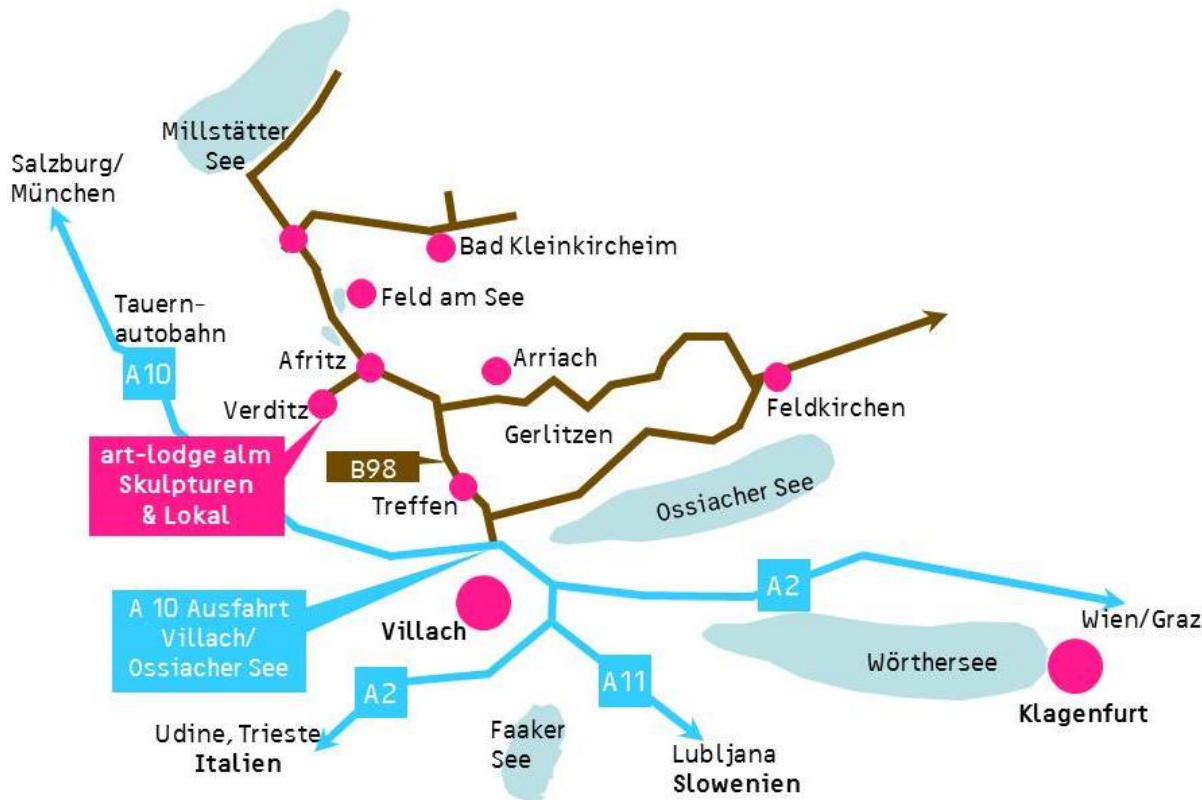 Millstätter
See
Salzburg/
München
Bad Kleinkircheim
Feld am See
Tauern-
autobahn
A10
Afritz
Arriach
Verditz
Feldkirchen
Gerlitzen
art-lodge alm
Skulpturen
& Lokal
B98
Treffen
Ossiacher See
A2
A 10 Ausfahrt
Villach/
Ossiacher See
Villach
Wien/Graz
Wörthersee
A2
A11
Klagenfurt
Udine, Trieste
Italien
Faaker
See
Lubljana
Slowenien